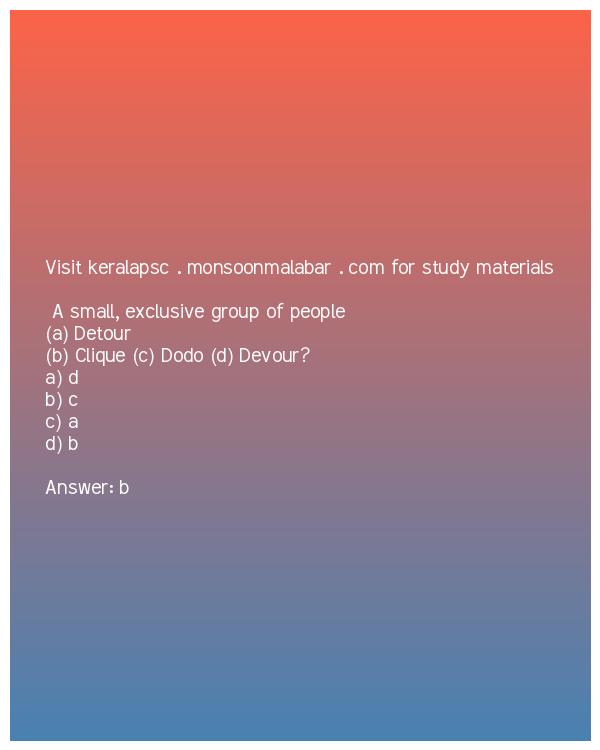 Visit keralapsc . monsoonmalabar . com for study materials
A small, exclusive group of people
(a) Detour
(b) Clique (c) Dodo (d) Devour?
a) d
b) c
c) a
d) b
Answer: b